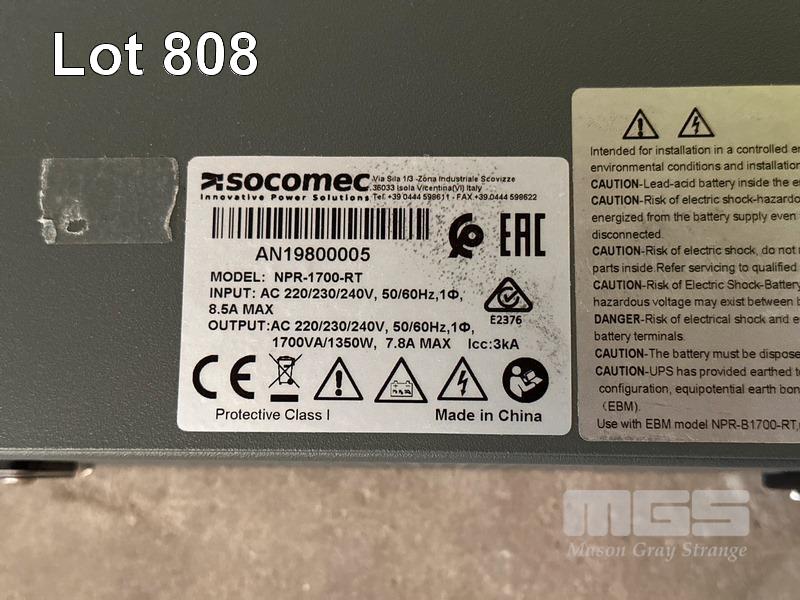 Lot 808
socomec
Innovative Power Solutions
Via Sila 1/3 -Zona Industriale Scovizze
36033 Isola Vicentina(VI) Italy
Tel. +39 0444 598611 - FAX +39.0444 598622
AN19800005
EAC
MODEL: NPR-1700-RT
INPUT: AC 220/230/240V, 50/60Hz,1Φ,
8.5A MAX
E2376
OUTPUT:AC 220/230/240V, 50/60Hz,1Φ,
1700VA/1350W, 7.8A MAX Icc:3kA
CE
Protective Class I
Made in China
Intended for installation in a controlled
environmental conditions and installation
CAUTION-Lead-acid battery inside the
CAUTION-Risk of electric shock-hazardo
energized from the battery supply even
disconnected.
CAUTION-Risk of electric shock, do not
parts inside.Refer servicing to qualified
CAUTION-Risk of Electric Shock-Battery
hazardous voltage may exist between
DANGER-Risk of electrical shock and
battery terminals.
CAUTION-The battery must be dispose
CAUTION-UPS has provided earthed
configuration, equipotential earth bon
(EBM).
Use with EBM model NPR-B1700-RT,
MGS
Mason Gray Strange